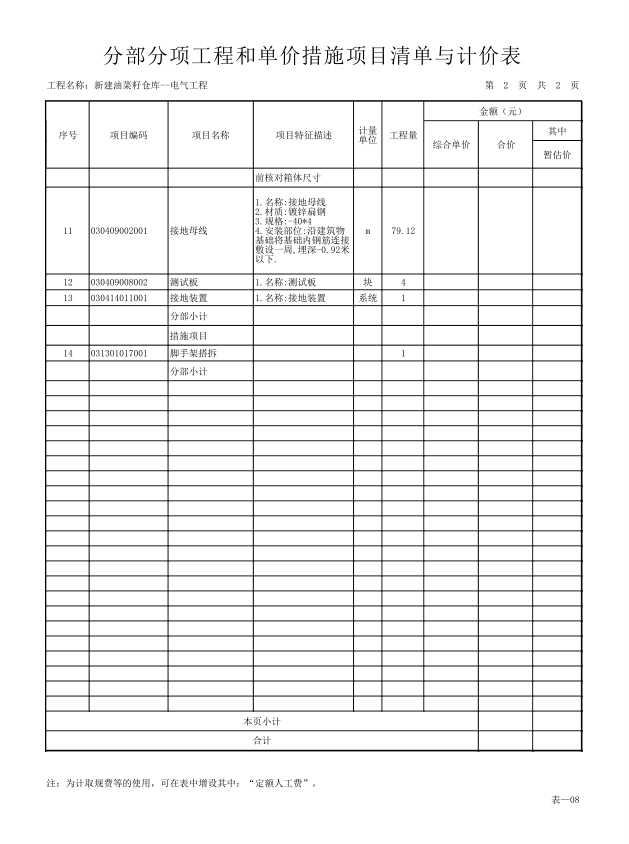 分部分项工程和单价措施项目清单与计价表
工程名称：新建油菜籽仓库--电气工程 第 2 页 共 2 页
序号 项目编码 项目名称 项目特征描述 计量单位 工程量 金额（元）
综合单价 合价 其中
暂估价
前核对箱体尺寸
11 030409002001 接地母线 1.名称:接地母线
2.材质:镀锌扁钢
3.规格:-40*4
4.安装部位:沿建筑物
基础将基础内钢筋连接
敷设一周,埋深-0.92米
以下.
m 79.12
12 030409008002 测试板 1.名称:测试板 块 4
13 030414011001 接地装置 1.名称:接地装置 系统 1
分部小计
措施项目
14 031301017001 脚手架搭拆 1
分部小计
本页小计
合计
注：为计取规费等的使用，可在表中增设其中：“定额人工费”。
表—08